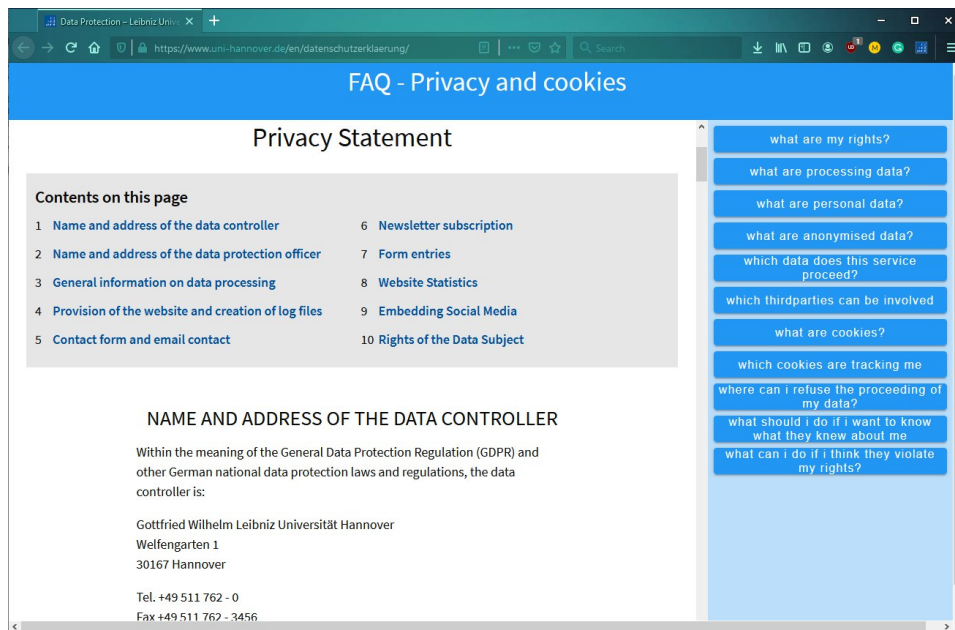 Data Protection – Leibniz Unive
https://www.uni-hannover.de/en/datenschutzerklaerung/
Search
1
FAQ - Privacy and cookies
Privacy Statement
Contents on this page
1 Name and address of the data controller
2 Name and address of the data protection officer
3 General information on data processing
4 Provision of the website and creation of log files
5 Contact form and email contact
6 Newsletter subscription
7 Form entries
8 Website Statistics
9 Embedding Social Media
10 Rights of the Data Subject
NAME AND ADDRESS OF THE DATA CONTROLLER
Within the meaning of the General Data Protection Regulation (GDPR) and
other German national data protection laws and regulations, the data
controller is:
Gottfried Wilhelm Leibniz Universität Hannover
Welfengarten 1
30167 Hannover
Tel. +49 511 762 - 0
Fax +49 511 762 - 3456
what are my rights?
what are processing data?
what are personal data?
what are anonymised data?
which data does this service
proceed?
which thirdparties can be involved
what are cookies?
which cookies are tracking me
where can i refuse the proceeding of
my data?
what should i do if i want to know
what they knew about me
what can i do if i think they violate
my rights?